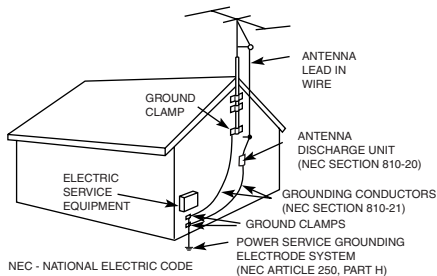 ANTENNA
LEAD IN
WIRE
GROUND
CLAMP
ANTENNA
DISCHARGE UNIT
(NEC SECTION 810-20)
ELECTRIC
SERVICE
EQUIPMENT
GROUNDING CONDUCTORS
(NEC SECTION 810-21)
GROUND CLAMPS
POWER SERVICE GROUNDING
ELECTRODE SYSTEM
(NEC ARTICLE 250, PART H)
NEC - NATIONAL ELECTRIC CODE